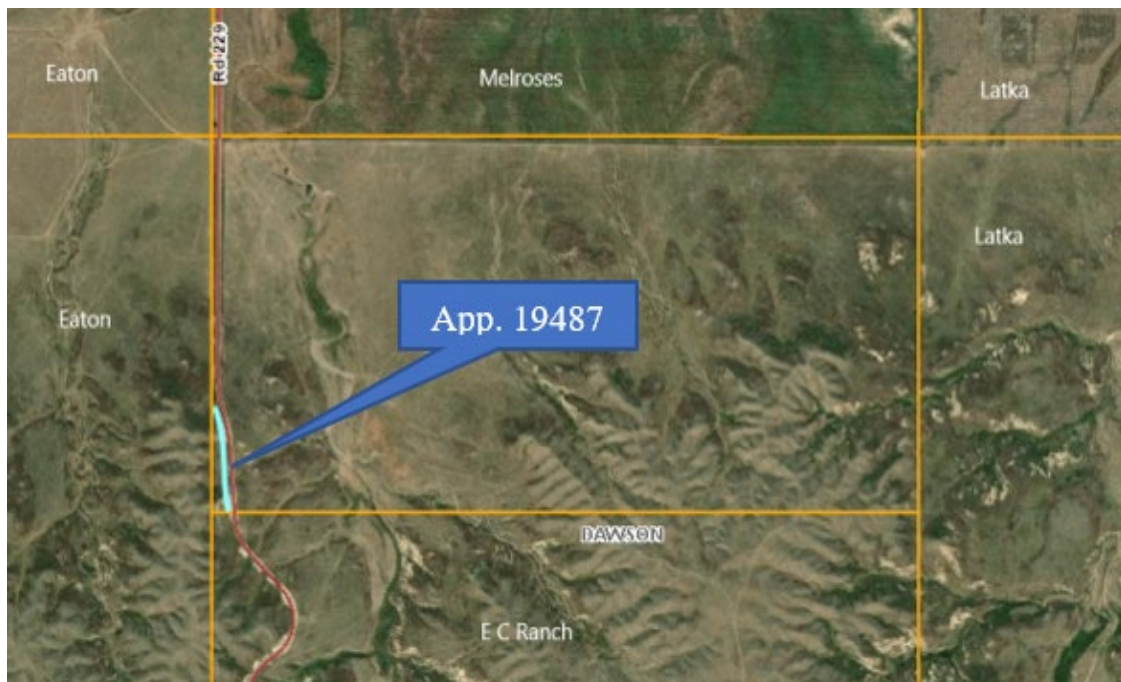 Rd 229
Eaton
Melroses
Latka
Latka
App. 19487
Eaton
DAWSON
E C Ranch